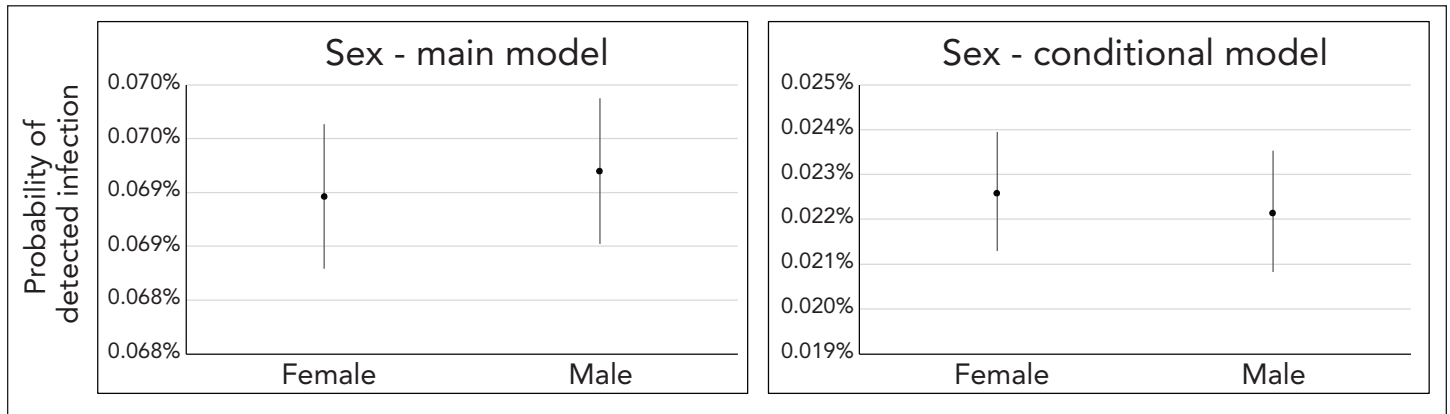 Probability of
detected infection
Sex - main model
0.070%
0.070%
0.069%
0.069%
0.068%
0.068%
Female Male
Sex - conditional model
0.025%
0.024%
0.023%
0.022%
0.021%
0.020%
0.019%
Female Male